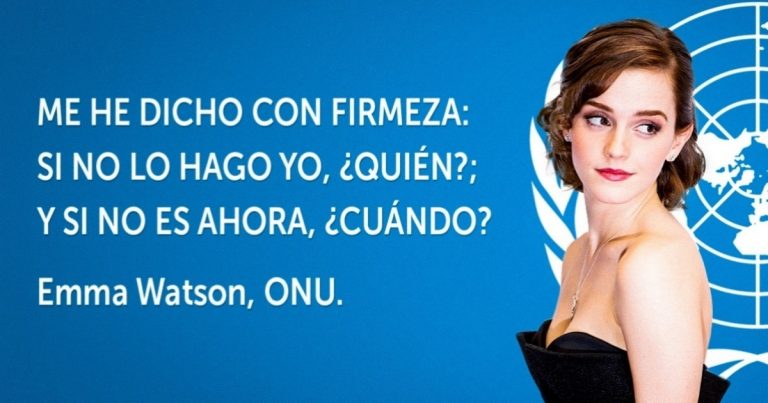 ME HE DICHO CON FIRMEZA:
SI NO LO HAGO YO, ¿QUIÉN?;
Y SI NO ES AHORA, ¿CUÁNDO?
Emma Watson, ONU.